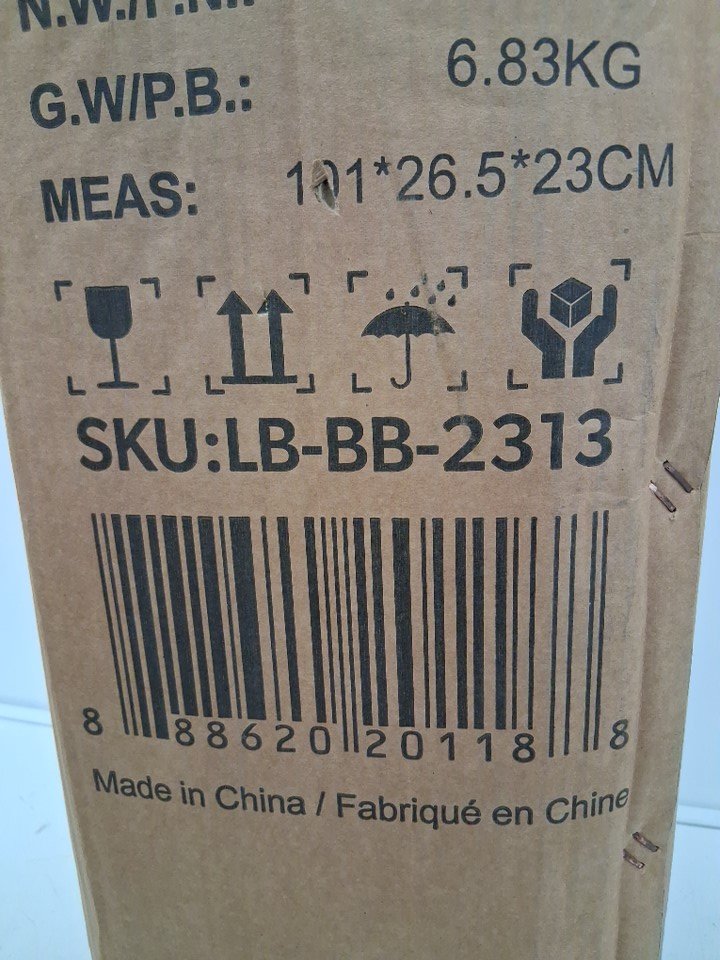 N.W./P.N.:
G.W/P.B.: 6.83KG
MEAS: 101*26.5*23CM
SKU:LB-BB-2313
8 88620 20118 8
Made in China / Fabriqué en Chine